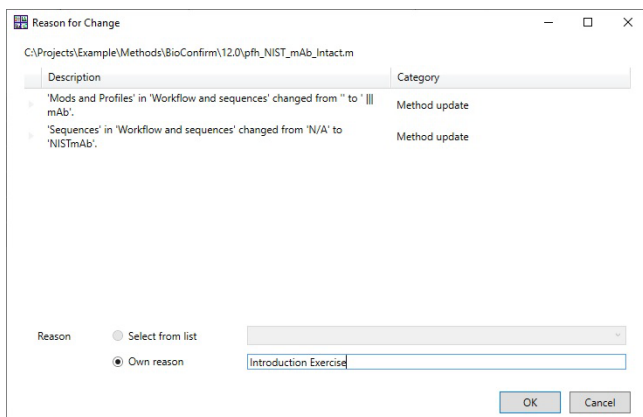 Reason for Change
C:\Projects\Example\Methods\BioConfirm\12.0\pfh_NIST_mAb_Intact.m
Description Category
'Mods and Profiles' in 'Workflow and sequences' changed from '' to ' |||
mAb'. Method update
'Sequences' in 'Workflow and sequences' changed from 'N/A' to
'NISTmAb'. Method update
Reason Select from list
Own reason Introduction Exercise
OK Cancel